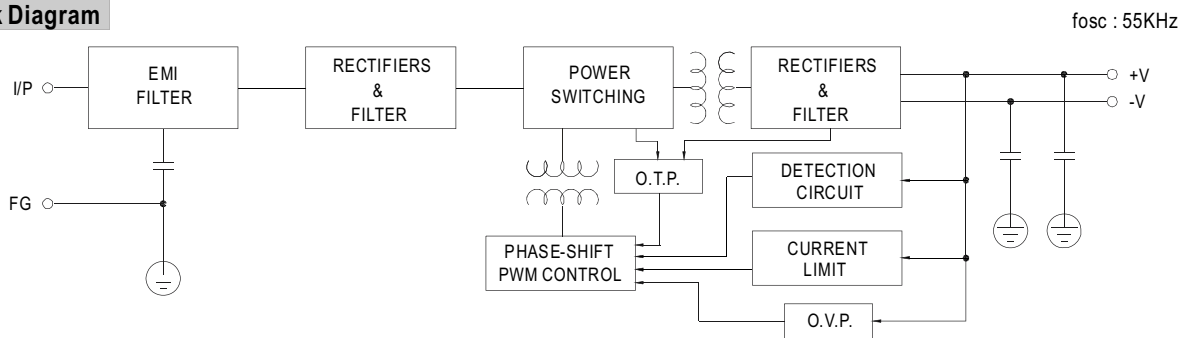 Diagram
fosc : 55KHz
I/P
EMI
FILTER
RECTIFIERS
&
FILTER
POWER
SWITCHING
RECTIFIERS
&
FILTER
+V
-V
O.T.P.
DETECTION
CIRCUIT
FG
PHASE-SHIFT
PWM CONTROL
CURRENT
LIMIT
O.V.P.